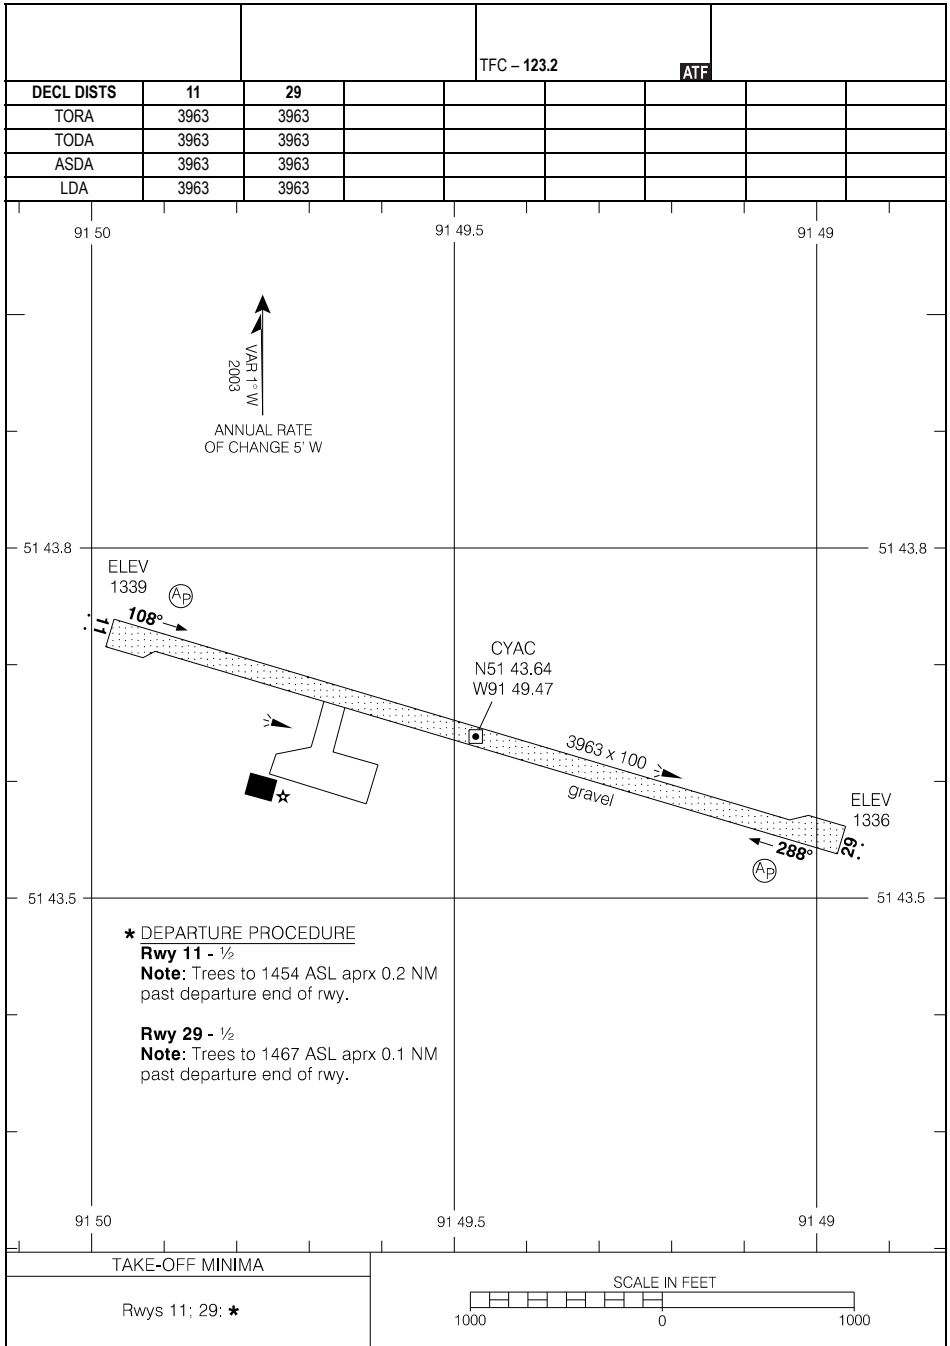 TFC – 123.2
ATF
DECL DISTS 11 29
TORA 3963 3963
TODA 3963 3963
ASDA 3963 3963
LDA 3963 3963
91 50 91 49.5 91 49
VAR 1° W
2003
ANNUAL RATE
OF CHANGE 5' W
51 43.8 51 43.8
ELEV
1339
AP
11
108°
CYAC
N51 43.64
W91 49.47
3963 x 100
gravel
ELEV
1336
29
288°
AP
51 43.5 51 43.5
* DEPARTURE PROCEDURE
Rwy 11 - ½
Note: Trees to 1454 ASL aprx 0.2 NM
past departure end of rwy.
Rwy 29 - ½
Note: Trees to 1467 ASL aprx 0.1 NM
past departure end of rwy.
91 50 91 49.5 91 49
TAKE-OFF MINIMA
Rwys 11; 29: *
SCALE IN FEET
1000 0 1000